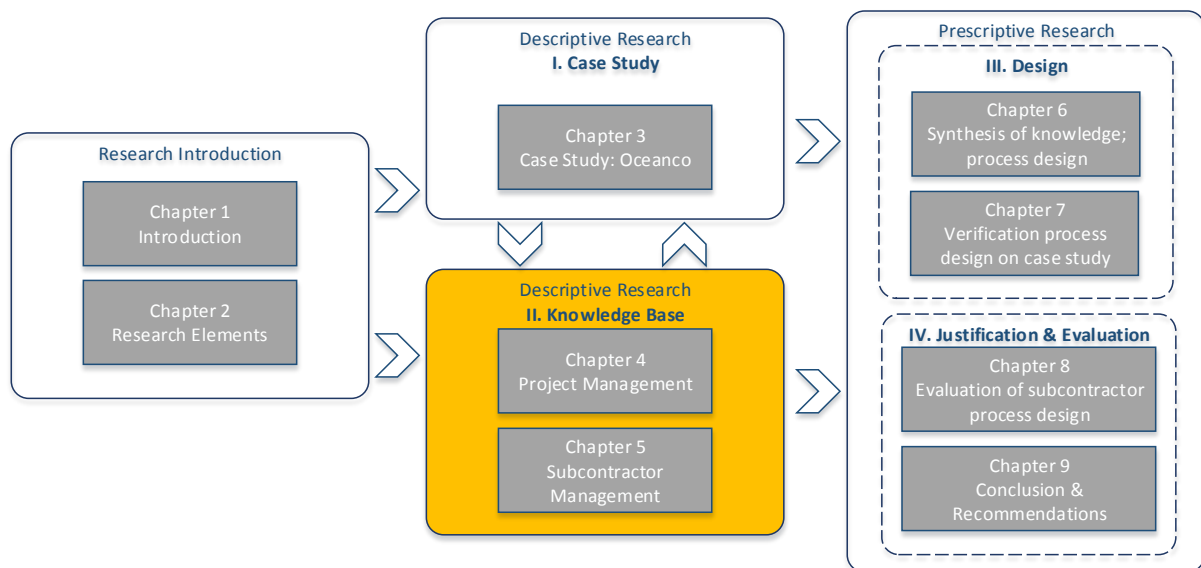 Research Introduction
Chapter 1
Introduction
Chapter 2
Research Elements
Descriptive Research
I. Case Study
Chapter 3
Case Study: Oceanco
Descriptive Research
II. Knowledge Base
Chapter 4
Project Management
Chapter 5
Subcontractor
Management
Prescriptive Research
III. Design
Chapter 6
Synthesis of knowledge;
process design
Chapter 7
Verification process
design on case study
IV. Justification & Evaluation
Chapter 8
Evaluation of subcontractor
process design
Chapter 9
Conclusion &
Recommendations